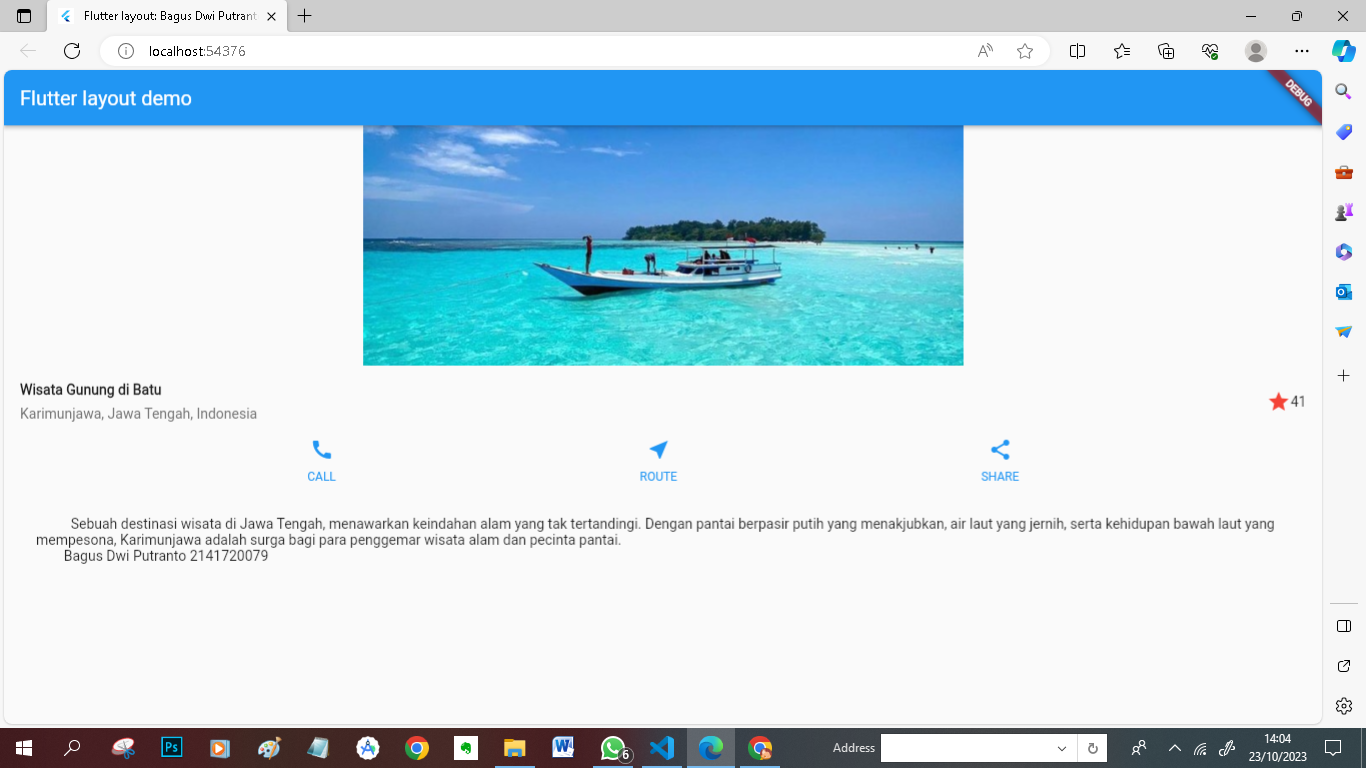 Flutter layout: Bagus Dwi Putrant
localhost:54376
Flutter layout demo
DEBUG
Wisata Gunung di Batu
Karimunjawa, Jawa Tengah, Indonesia
41
CALL
ROUTE
SHARE
Sebuah destinasi wisata di Jawa Tengah, menawarkan keindahan alam yang tak tertandingi. Dengan pantai berpasir putih yang menakjubkan, air laut yang jernih, serta kehidupan bawah laut yang
mempesona, Karimunjawa adalah surga bagi para penggemar wisata alam dan pecinta pantai.
Bagus Dwi Putranto 2141720079
Ps
W
6
Address
14:04
23/10/2023